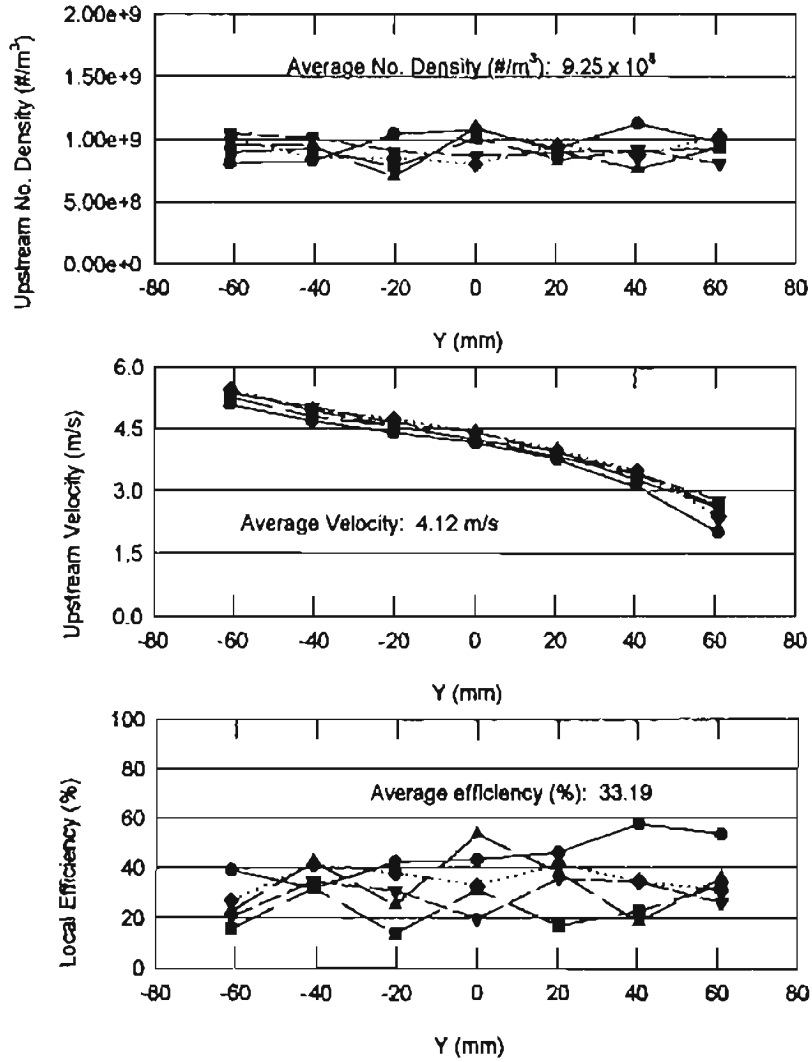 2.00e+9
Average No. Density (#/m³): 9.25 x 10⁸
1.50e+9
1.00e+9
5.00e+8
0.00e+0
Upstream No. Density (#/m³)
-80 -60 -40 -20 0 20 40 60 80
Y (mm)
6.0
4.5
3.0
Average Velocity: 4.12 m/s
1.5
0.0
Upstream Velocity (m/s)
-80 -60 -40 -20 0 20 40 60 80
Y (mm)
100
80
Average efficiency (%): 33.19
60
40
20
0
Local Efficiency (%)
-80 -60 -40 -20 0 20 40 60 80
Y (mm)